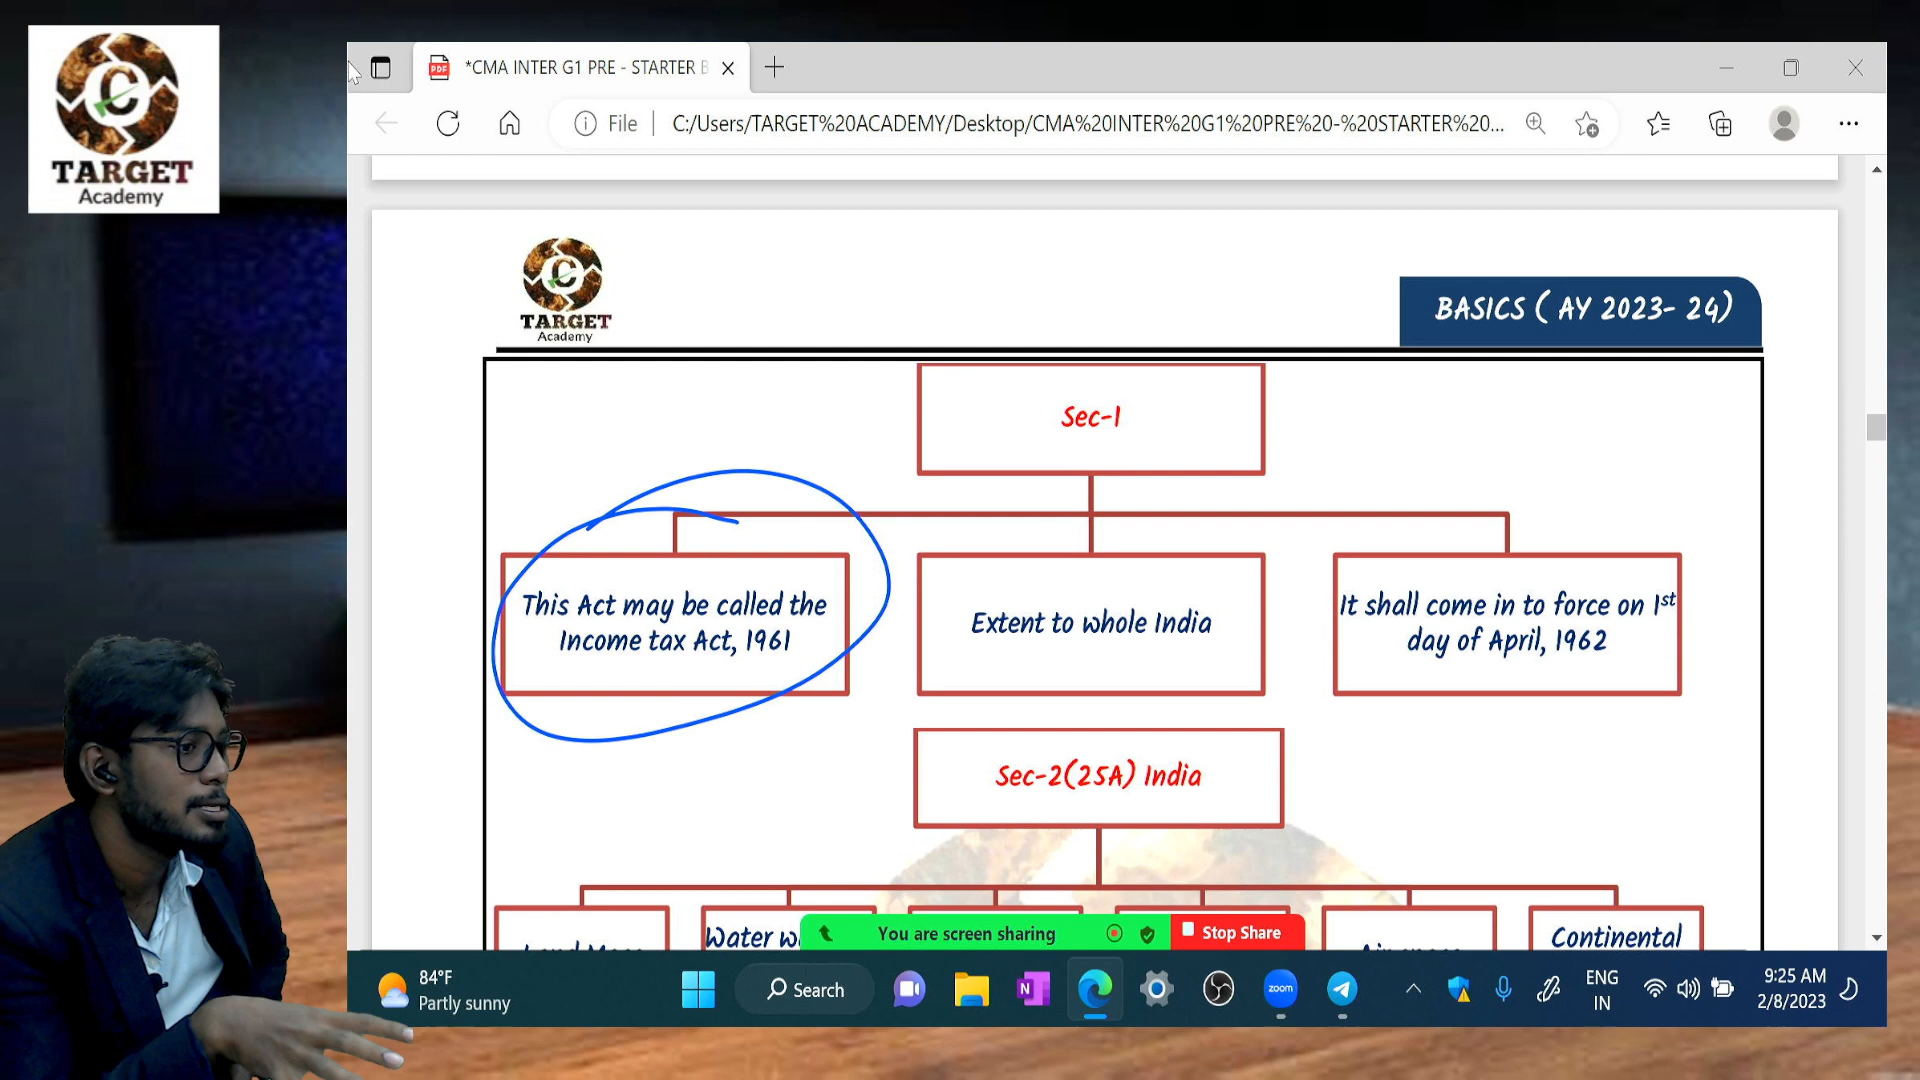 TARGET
Academy
*CMA INTER G1 PRE - STARTER B
File
C:/Users/TARGET%20ACADEMY/Desktop/CMA%20INTER%20G1%20PRE%20-%20STARTER%20...
TARGET
Academy
BASICS ( AY 2023- 24)
Sec-1
This Act may be called the
Income tax Act, 1961
Extent to whole India
It shall come in to force on 1st
day of April, 1962
Sec-2(25A) India
Water
Continental
You are screen sharing
Stop Share
84°F
Partly sunny
Search
zoom
ENG
IN
9:25 AM
2/8/2023